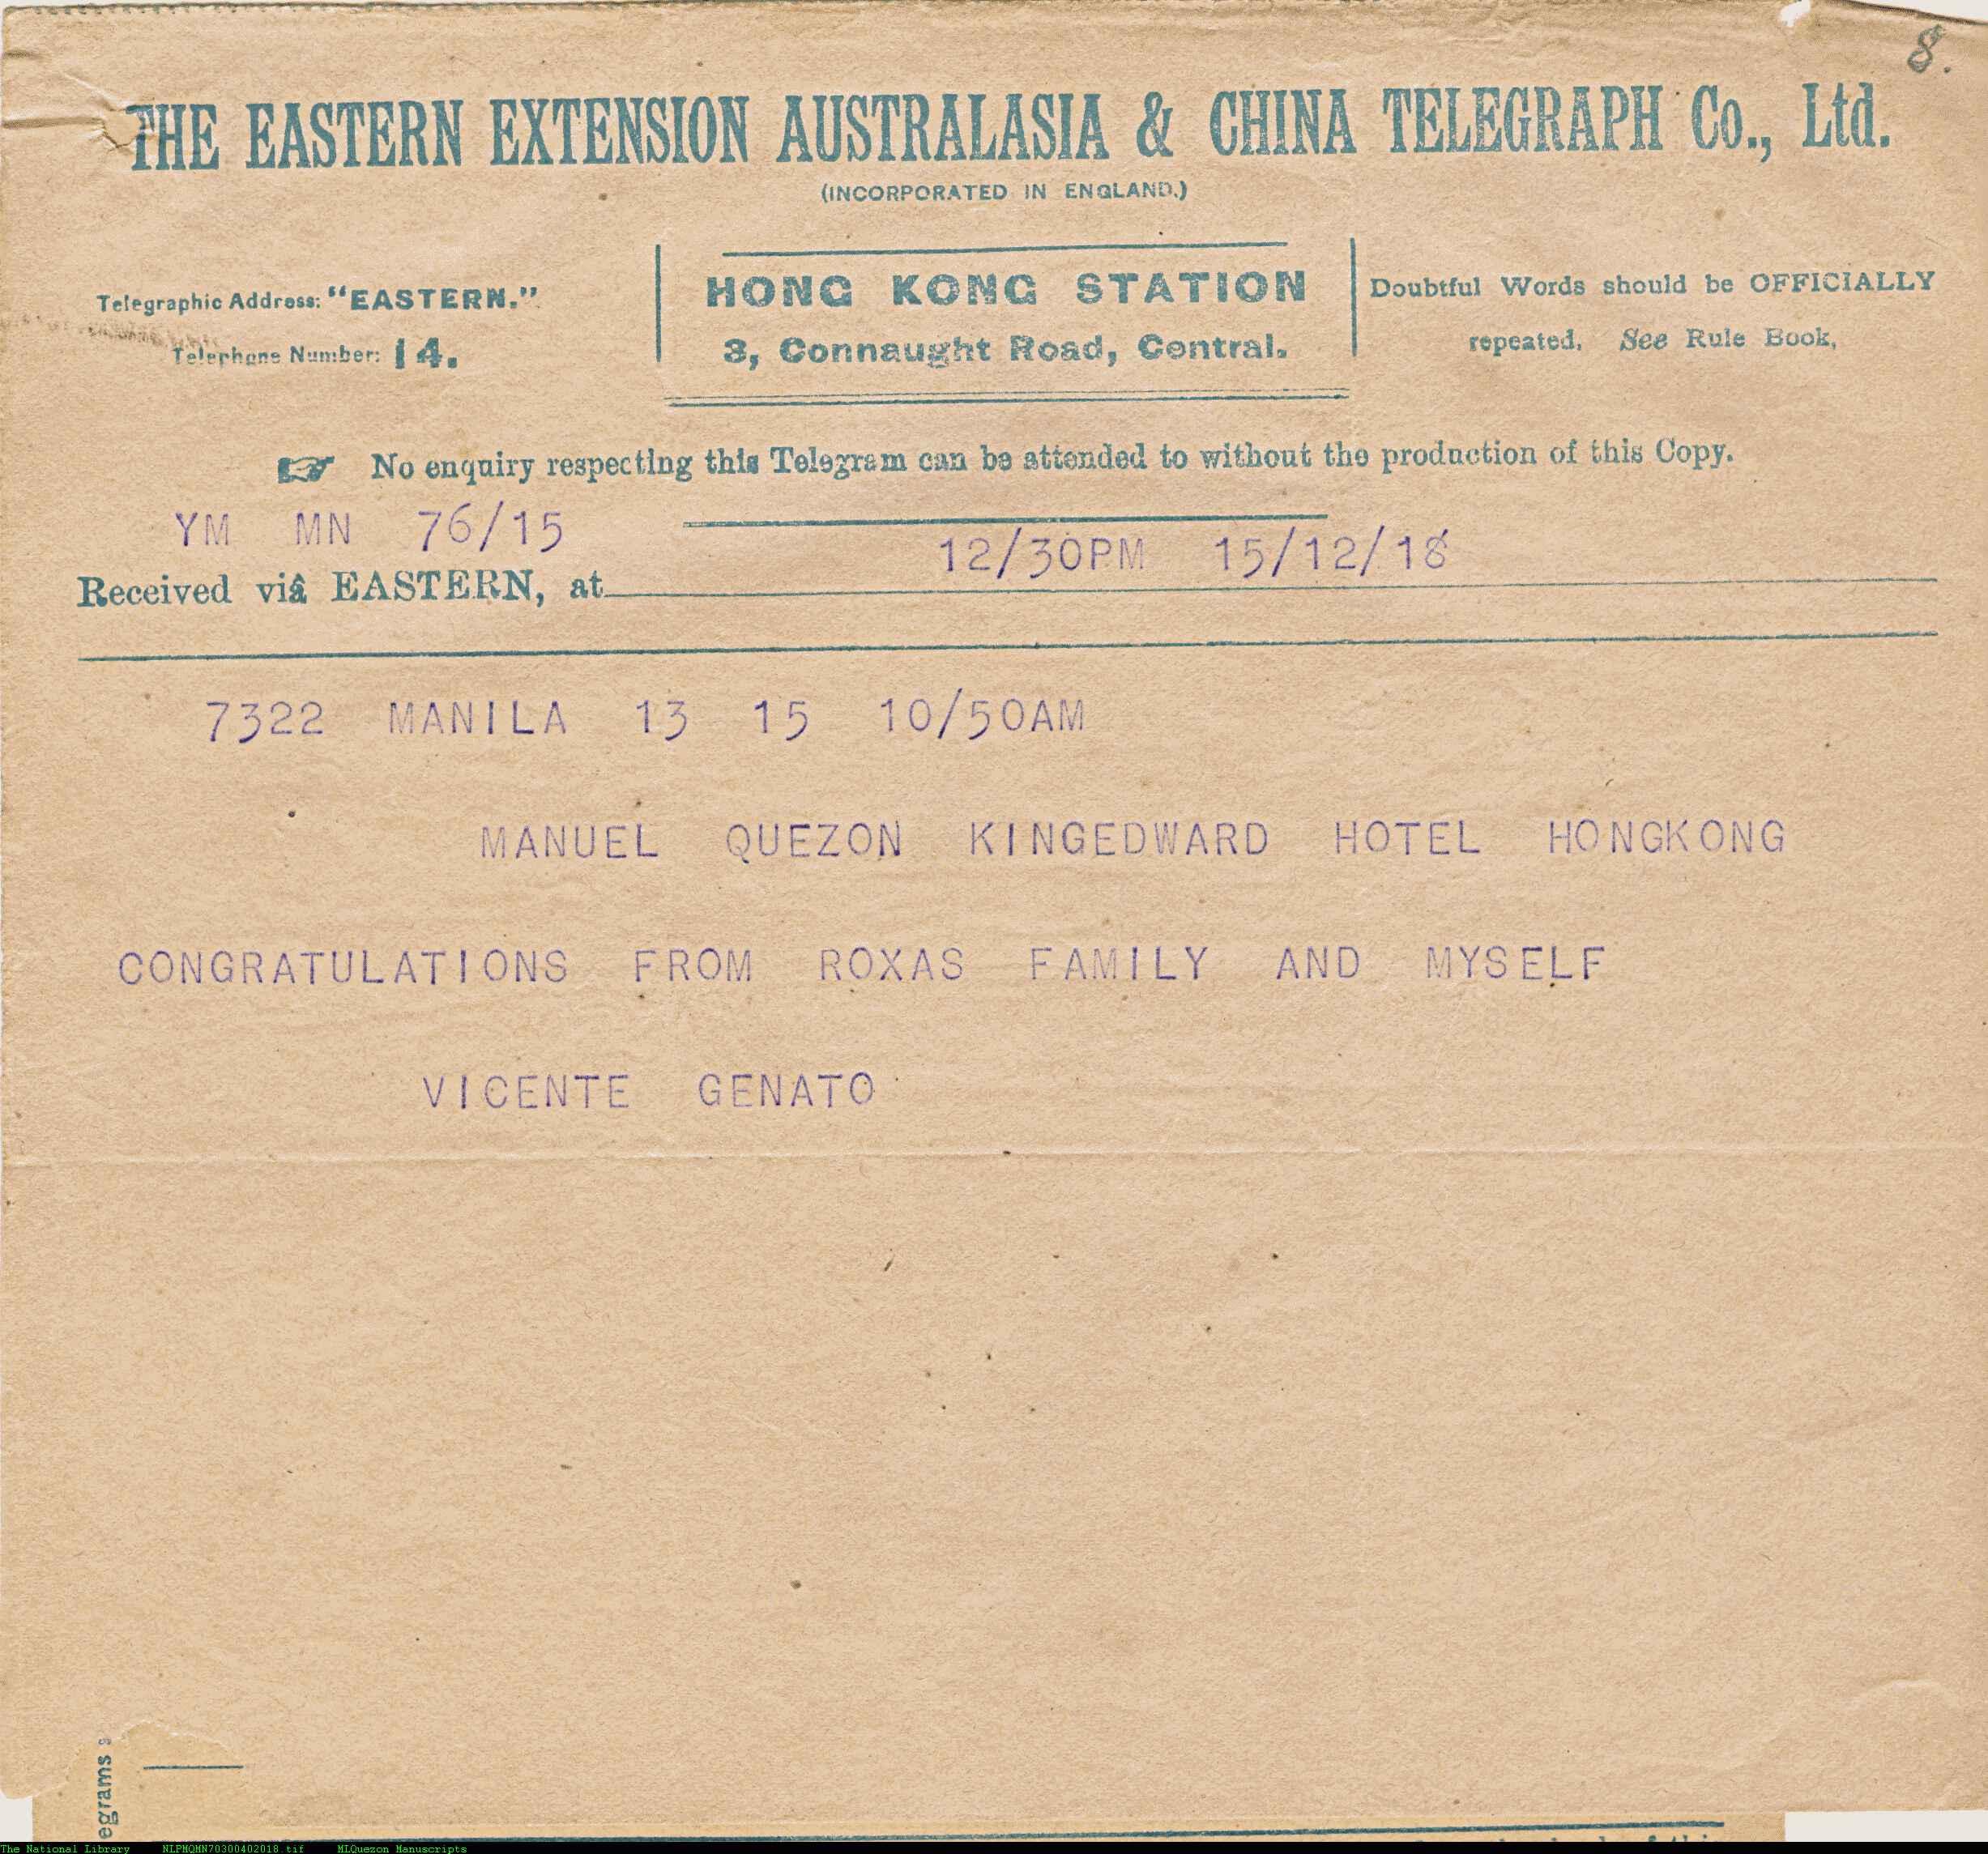 8.
THE EASTERN EXTENSION AUSTRALASIA & CHINA TELEGRAPH Co., Ltd.
(INCORPORATED IN ENGLAND.)
Telegraphic Address: "EASTERN."
Telephone Number: 14.
HONG KONG STATION
3, Connaught Road, Central.
Doubtful Words should be OFFICIALLY
repeated. See Rule Book,
No enquiry respecting this Telegram can be attended to without the production of this Copy.
YM MN 76/15
12/30PM 15/12/18
Received viâ EASTERN, at
7322 MANILA 13 15 10/50AM
MANUEL QUEZON KINGEDWARD HOTEL HONGKONG
CONGRATULATIONS FROM ROXAS FAMILY AND MYSELF
VICENTE GENATO
egrams
The National Library NLPMQMN70300402018.tif MLQuezon Manuscripts